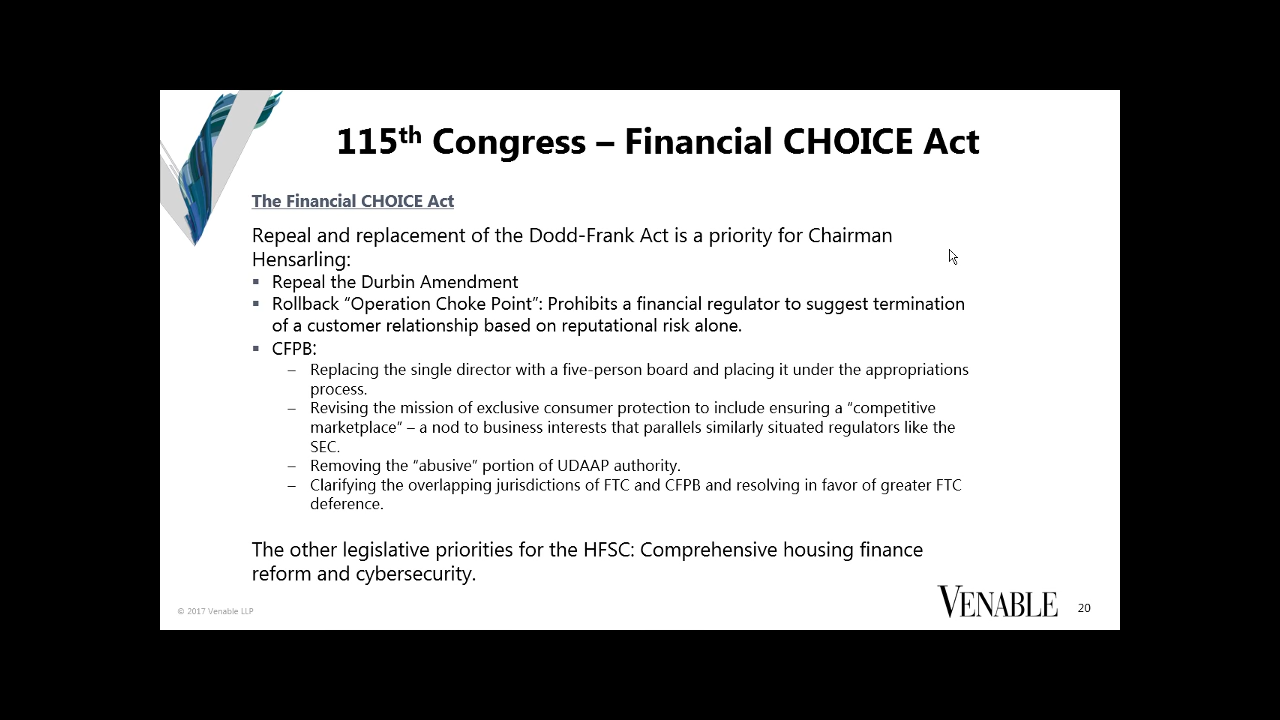 115th Congress – Financial CHOICE Act
The Financial CHOICE Act
Repeal and replacement of the Dodd-Frank Act is a priority for Chairman
Hensarling:
▪ Repeal the Durbin Amendment
▪ Rollback “Operation Choke Point”: Prohibits a financial regulator to suggest termination
of a customer relationship based on reputational risk alone.
▪ CFPB:
– Replacing the single director with a five-person board and placing it under the appropriations
process.
– Revising the mission of exclusive consumer protection to include ensuring a “competitive
marketplace” – a nod to business interests that parallels similarly situated regulators like the
SEC.
– Removing the “abusive” portion of UDAAP authority.
– Clarifying the overlapping jurisdictions of FTC and CFPB and resolving in favor of greater FTC
deference.
The other legislative priorities for the HFSC: Comprehensive housing finance
reform and cybersecurity.
© 2017 Venable LLP
VENABLE
20